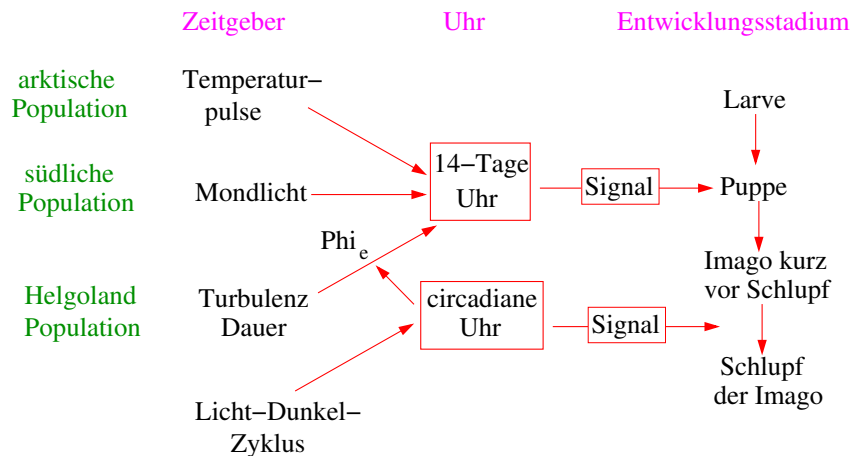 Zeitgeber Uhr Entwicklungsstadium
arktische
Population
Temperatur−
pulse
Larve
südliche
Population
Mondlicht
14−Tage
Uhr
Signal
Puppe
Phi e
Imago kurz
vor Schlupf
Helgoland
Population
Turbulenz
Dauer
circadiane
Uhr
Signal
Schlupf
der Imago
Licht−Dunkel−
Zyklus